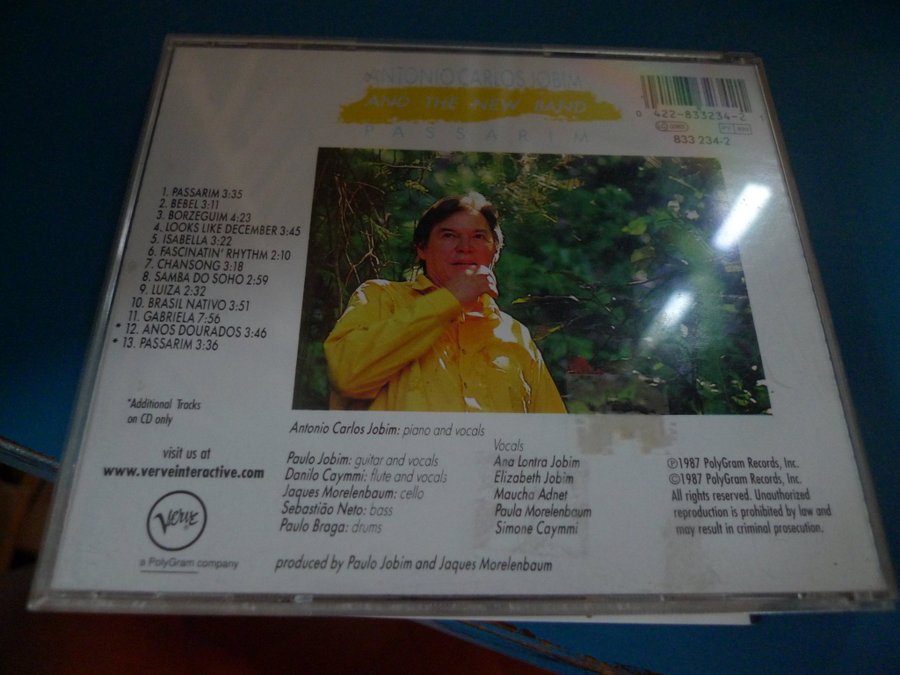 ANTONIO CARLOS JOBIM
AND THE NEW BAND
PASSARIM
0 422-833234-2 1
833 234-2
1. PASSARIM 3:35
2. BEBEL 3:11
3. BORZEGUIM 4:23
4. LOOKS LIKE DECEMBER 3:45
5. ISABELLA 3:22
6. FASCINATIN' RHYTHM 2:10
7. CHANSONG 3:18
8. SAMBA DO SOHO 2:59
9. LUIZA 2:32
10. BRASIL NATIVO 3:51
11. GABRIELA 7:56
* 12. ANOS DOURADOS 3:46
* 13. PASSARIM 3:36
*Additional Tracks
on CD only
visit us at
www.verveinteractive.com
Verve
a PolyGram company
Antonio Carlos Jobim: piano and vocals
Paulo Jobim: guitar and vocals
Danilo Caymmi: flute and vocals
Jaques Morelenbaum: cello
Sebastião Neto: bass
Paulo Braga: drums
Vocals
Ana Lontra Jobim
Elizabeth Jobim
Maucha Adnet
Paula Morelenbaum
Simone Caymmi
produced by Paulo Jobim and Jaques Morelenbaum
℗1987 PolyGram Records, Inc.
©1987 PolyGram Records, Inc.
All rights reserved. Unauthorized
reproduction is prohibited by law and
may result in criminal prosecution.